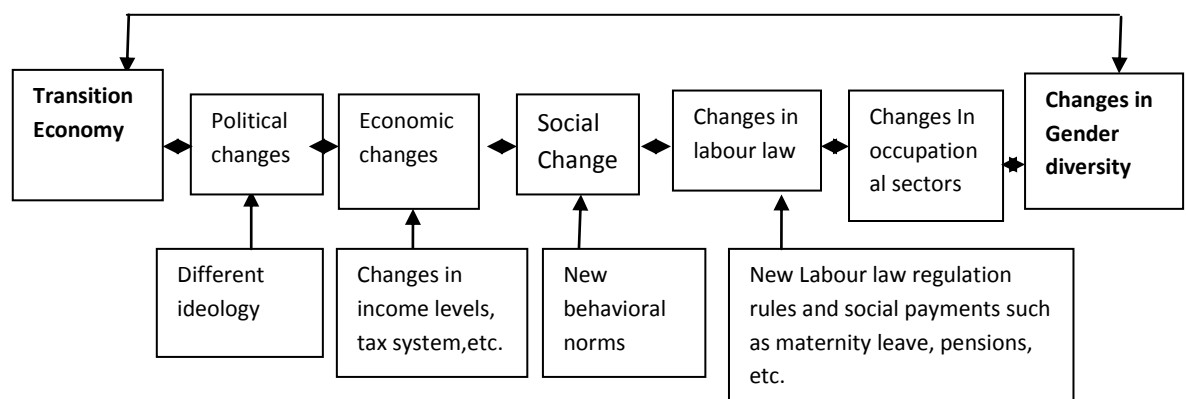 Transition
Economy
Political
changes
Economic
changes
Social
Change
Changes in
labour law
Changes In
occupation
al sectors
Changes in
Gender
diversity
Different
ideology
Changes in
income levels,
tax system,etc.
New
behavioral
norms
New Labour law regulation
rules and social payments such
as maternity leave, pensions,
etc.